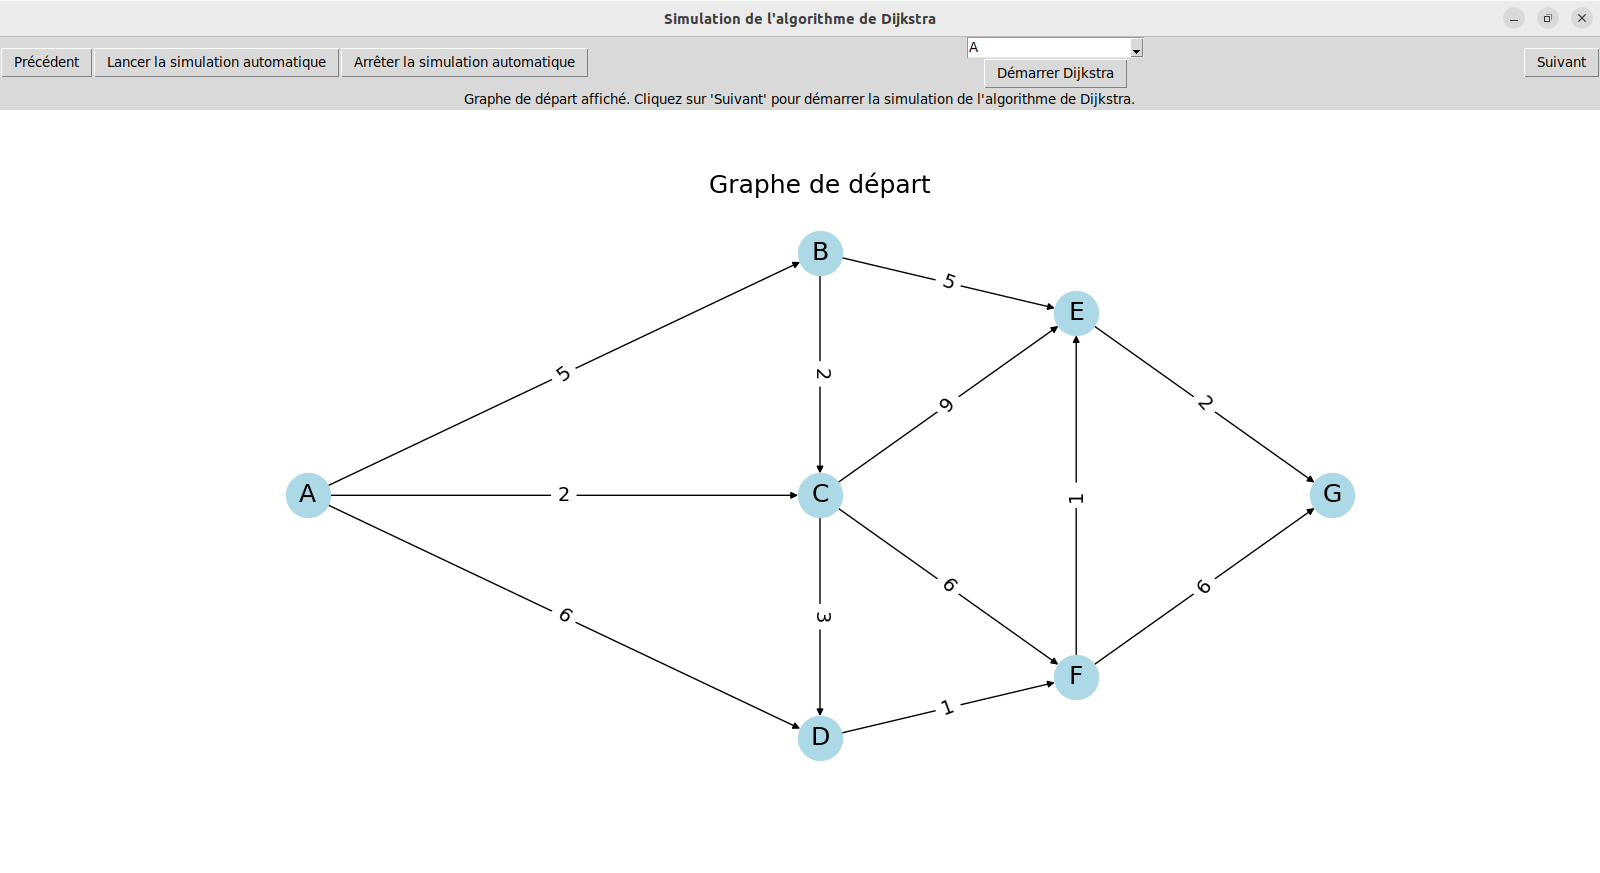 Simulation de l'algorithme de Dijkstra
Précédent
Lancer la simulation automatique
Arrêter la simulation automatique
A
Démarrer Dijkstra
Suivant
Graphe de départ affiché. Cliquez sur 'Suivant' pour démarrer la simulation de l'algorithme de Dijkstra.
Graphe de départ
B
5
E
5
2
9
2
A
2
C
1
G
6
3
6
6
F
1
D